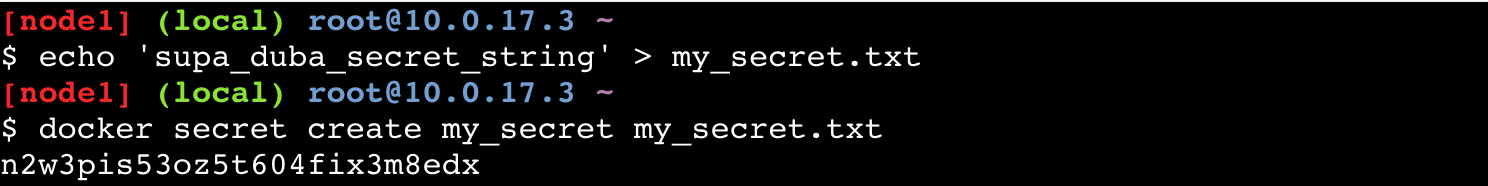 [node1] (local) root@10.0.17.3 ~
$ echo 'supa_duba_secret_string' > my_secret.txt
[node1] (local) root@10.0.17.3 ~
$ docker secret create my_secret my_secret.txt
n2w3pis53oz5t604fix3m8edx